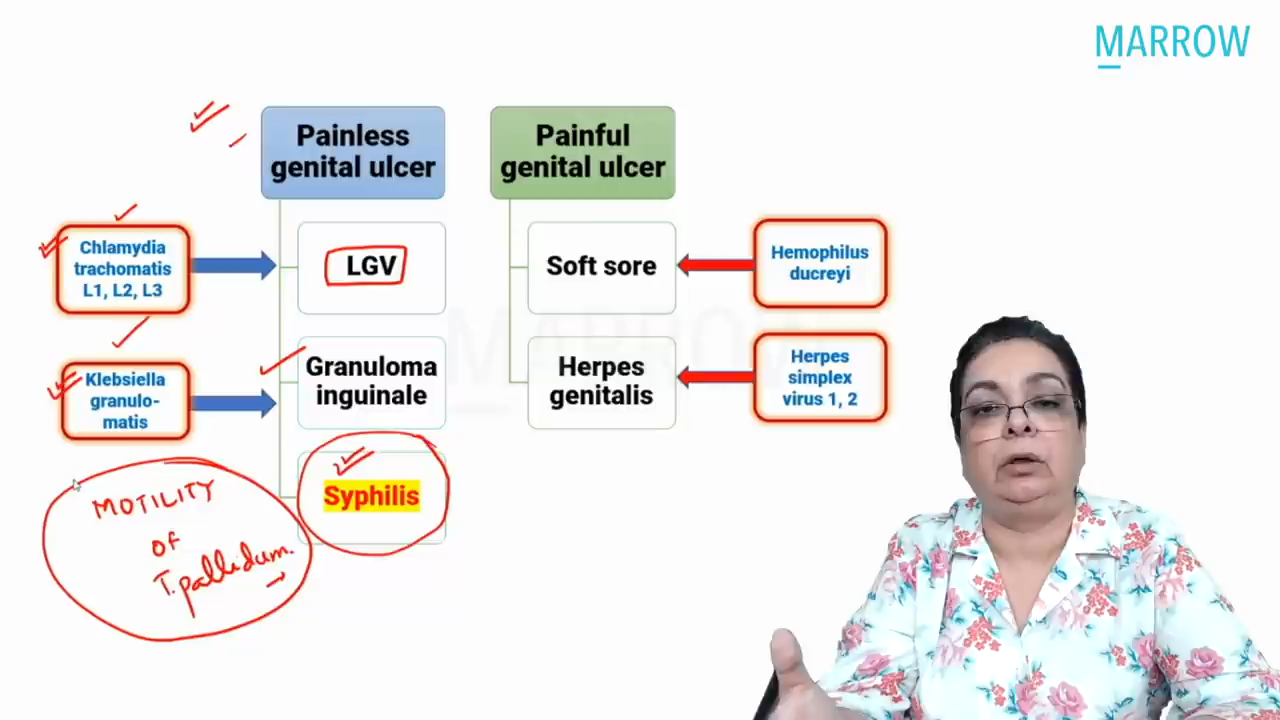 MARROW
Painless
genital ulcer
Painful
genital ulcer
Chlamydia
trachomatis
L1, L2, L3
LGV
Soft sore
Hemophilus
ducreyi
Klebsiella
granulo-
matis
Granuloma
inguinale
Herpes
genitalis
Herpes
simplex
virus 1, 2
Syphilis
MOTILITY
of
T. pallidum.
MARROW